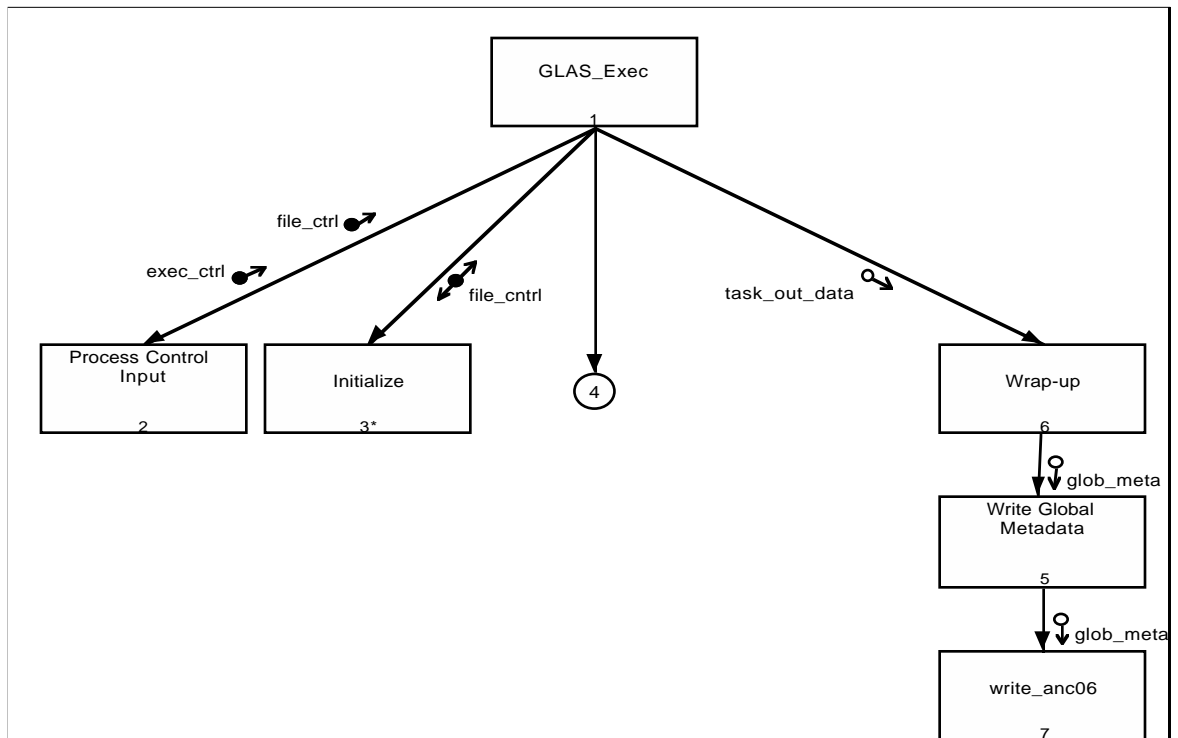 GLAS_Exec
1
file_ctrl
exec_ctrl
file_cntrl
task_out_data
Process Control
Input
2
Initialize
3*
4
Wrap-up
6
glob_meta
Write Global
Metadata
5
glob_meta
write_anc06
7